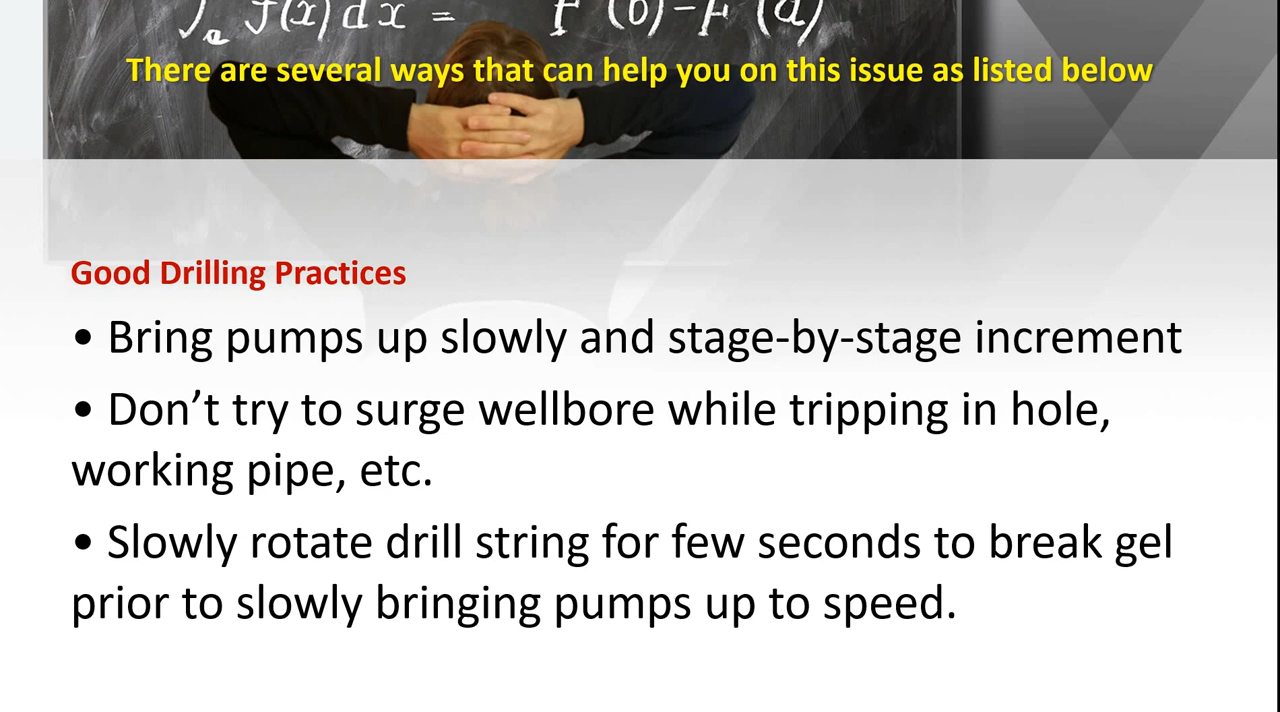 f(x) dx = F (b) - F (a)
There are several ways that can help you on this issue as listed below
Good Drilling Practices
• Bring pumps up slowly and stage-by-stage increment
• Don’t try to surge wellbore while tripping in hole,
working pipe, etc.
• Slowly rotate drill string for few seconds to break gel
prior to slowly bringing pumps up to speed.